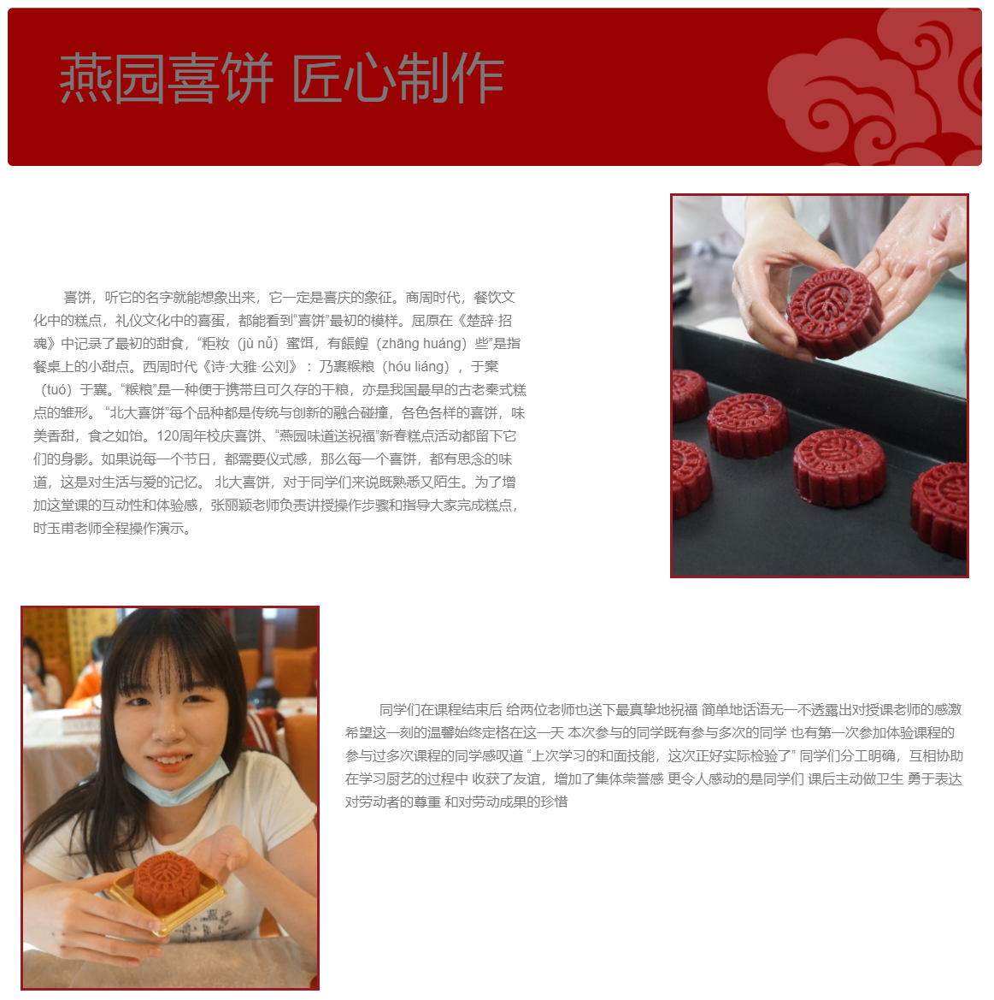 燕园喜饼 匠心制作
喜饼，听它的名字就能想象出来，它一定是喜庆的象征。商周时代，餐饮文
化中的糕点，礼仪文化中的喜蛋，都能看到“喜饼”最初的模样。屈原在《楚辞·招
魂》中记录了最初的甜食，“粔籹（jù nǚ）蜜饵，有餦餭（zhāng huáng）些”是指
餐桌上的小甜点。西周时代《诗·大雅·公刘》 ：乃裹糇粮（hóu liáng），于橐
（tuó）于囊。“糇粮”是一种便于携带且可久存的干粮，亦是我国最早的古老秦式糕
点的雏形。 “北大喜饼”每个品种都是传统与创新的融合碰撞，各色各样的喜饼，味
美香甜，食之如饴。120周年校庆喜饼、“燕园味道送祝福”新春糕点活动都留下它
们的身影。如果说每一个节日，都需要仪式感，那么每一个喜饼，都有思念的味
道，这是对生活与爱的记忆。 北大喜饼，对于同学们来说既熟悉又陌生。为了增
加这堂课的互动性和体验感，张丽颖老师负责讲授操作步骤和指导大家完成糕点，
时玉甫老师全程操作演示。
同学们在课程结束后 给两位老师也送下最真挚地祝福 简单地话语无一不透露出对授课老师的感激
希望这一刻的温馨始终定格在这一天 本次参与的同学既有参与多次的同学 也有第一次参加体验课程的
参与过多次课程的同学感叹道 “上次学习的和面技能，这次正好实际检验了” 同学们分工明确，互相协助
在学习厨艺的过程中 收获了友谊，增加了集体荣誉感 更令人感动的是同学们 课后主动做卫生 勇于表达
对劳动者的尊重 和对劳动成果的珍惜